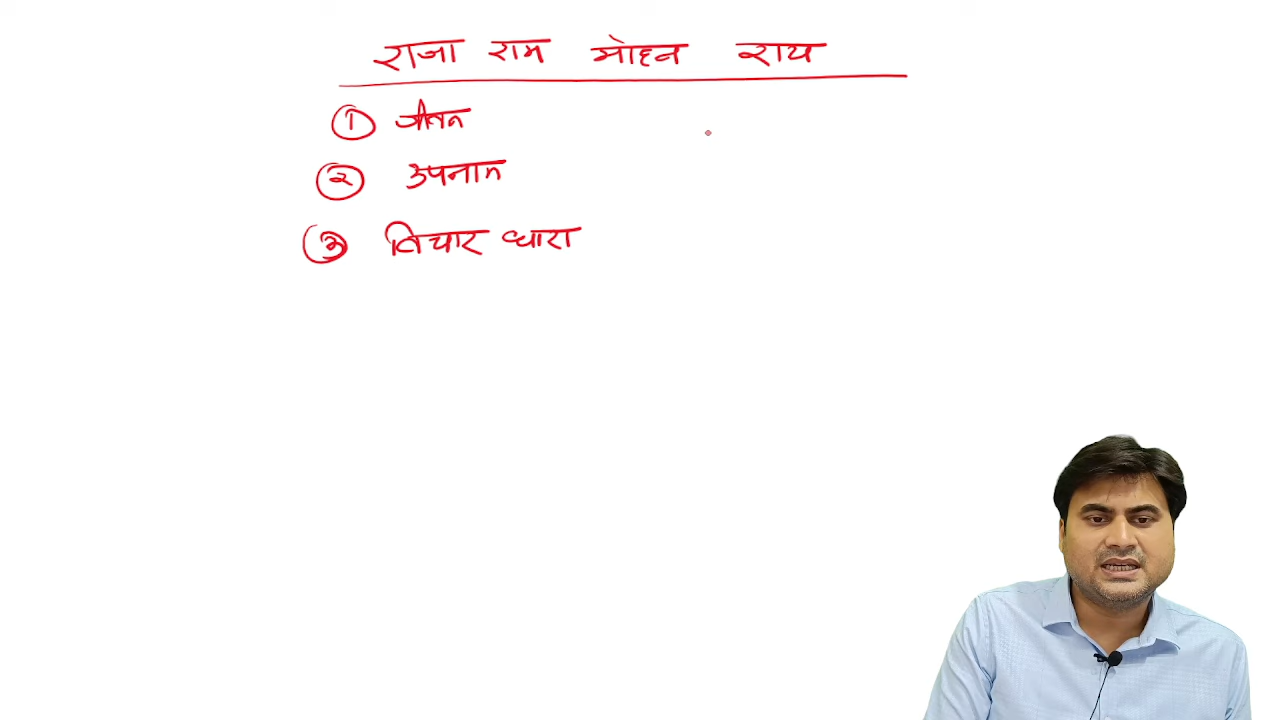 राजा राम मोहन राय
① जीवन
② उपनाम
③ विचार धारा